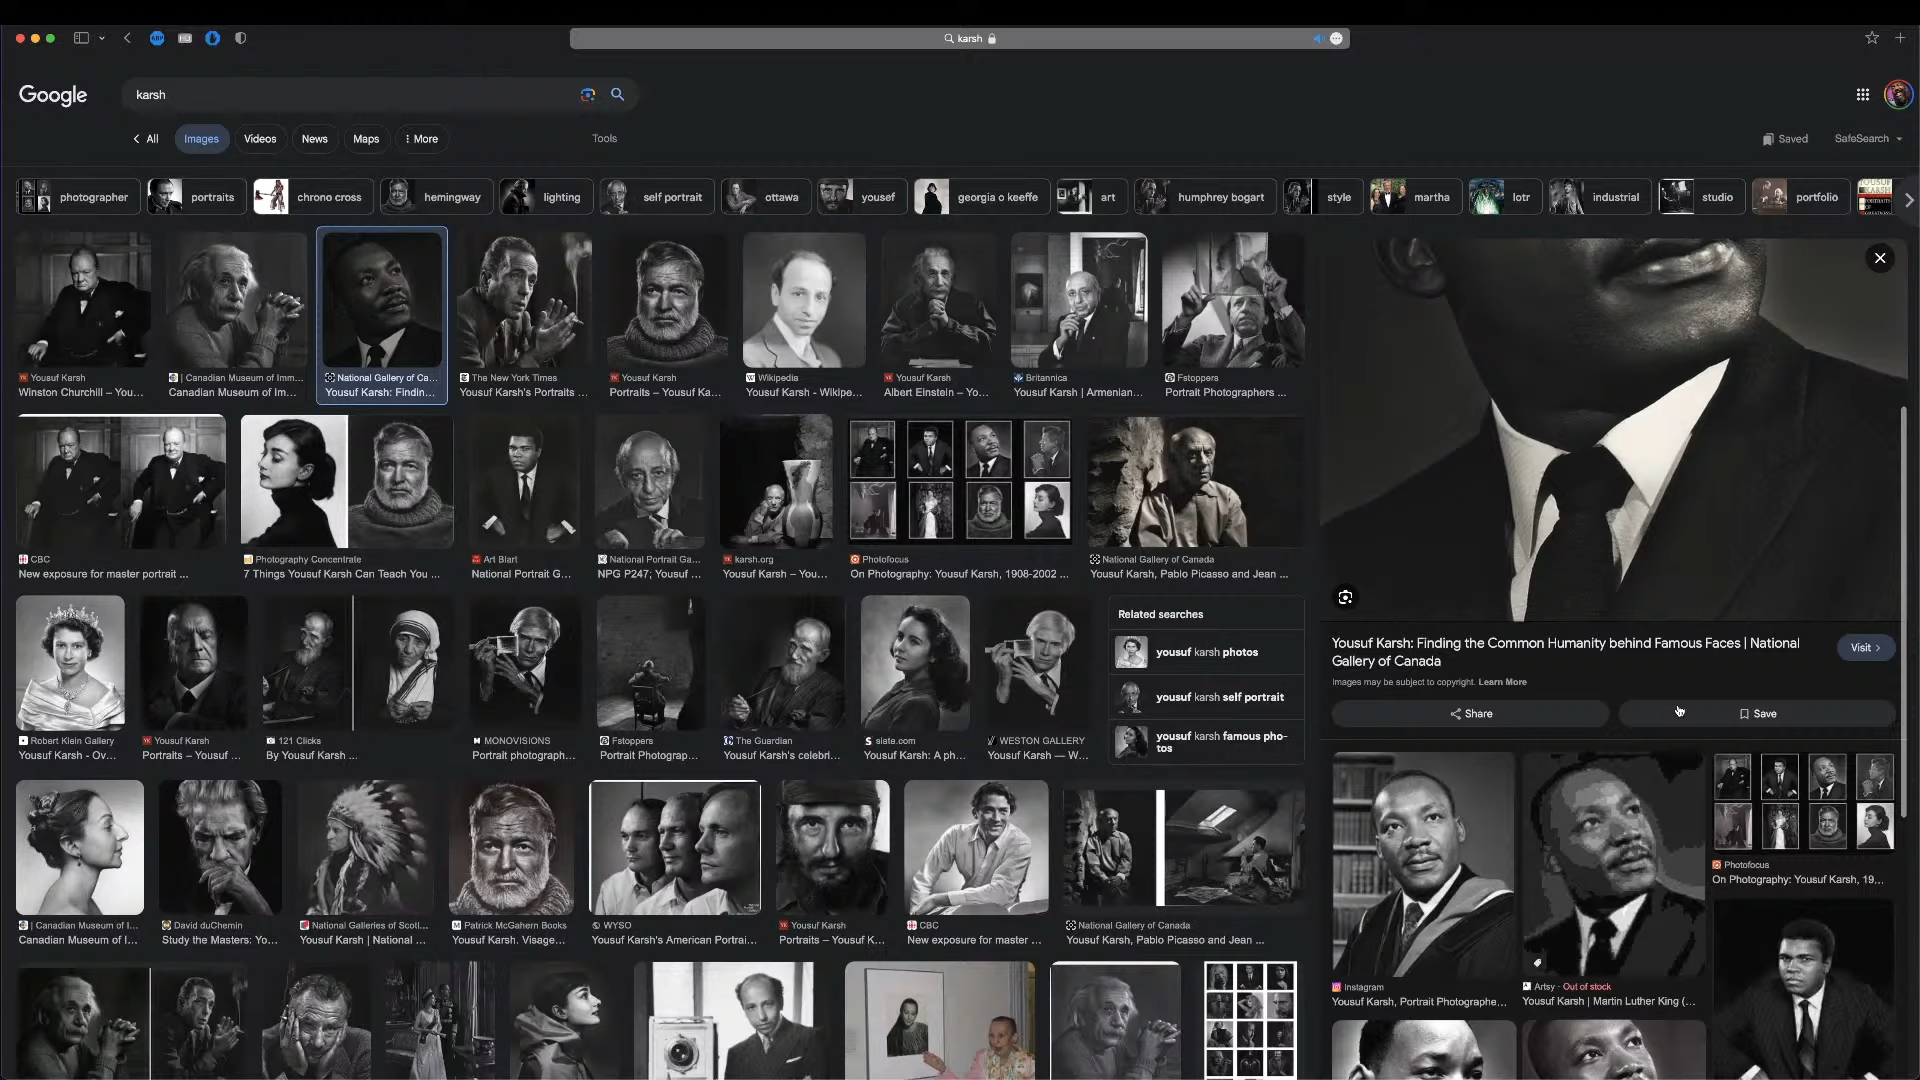 karsh
Google
karsh
All
Images
Videos
News
Maps
More
Tools
Saved
SafeSearch
photographer
portraits
chrono cross
hemingway
lighting
self portrait
ottawa
yousef
georgia o keeffe
art
humphrey bogart
style
martha
lotr
industrial
studio
portfolio
Yousuf Karsh
Winston Churchill – You...
| Canadian Museum of Imm...
Canadian Museum of Im...
National Gallery of Ca...
Yousuf Karsh: Findin...
The New York Times
Yousuf Karsh's Portraits ...
Yousuf Karsh
Portraits – Yousuf Ka...
Wikipedia
Yousuf Karsh - Wikipe...
Yousuf Karsh
Albert Einstein – Yo...
Britannica
Yousuf Karsh | Armenian...
Fstoppers
Portrait Photographers ...
CBC
New exposure for master portrait ...
Photography Concentrate
7 Things Yousuf Karsh Can Teach You ...
Art Blart
National Portrait G...
National Portrait Ga...
NPG P247; Yousuf ...
karsh.org
Yousuf Karsh – You...
Photofocus
On Photography: Yousuf Karsh, 1908-2002 ...
National Gallery of Canada
Yousuf Karsh, Pablo Picasso and Jean ...
Robert Klein Gallery
Yousuf Karsh - Ov...
Yousuf Karsh
Portraits – Yousuf ...
121 Clicks
By Yousuf Karsh ...
MONOVISIONS
Portrait photograph...
Fstoppers
Portrait Photograp...
The Guardian
Yousuf Karsh's celebri...
slate.com
Yousuf Karsh: A ph...
WESTON GALLERY
Yousuf Karsh — W...
Related searches
yousuf karsh photos
yousuf karsh self portrait
yousuf karsh famous pho-
tos
| Canadian Museum of I...
Canadian Museum of I...
David duChemin
Study the Masters: Yo...
National Galleries of Scotl...
Yousuf Karsh | National ...
Patrick McGahern Books
Yousuf Karsh. Visage...
WYSO
Yousuf Karsh's American Portrai...
Yousuf Karsh
Portraits – Yousuf K...
CBC
New exposure for master ...
National Gallery of Canada
Yousuf Karsh, Pablo Picasso and Jean ...
Yousuf Karsh: Finding the Common Humanity behind Famous Faces | National
Gallery of Canada
Visit
Images may be subject to copyright. Learn More
Share
Save
Instagram
Yousuf Karsh, Portrait Photographe...
Artsy · Out of stock
Yousuf Karsh | Martin Luther King (...
Photofocus
On Photography: Yousuf Karsh, 19...